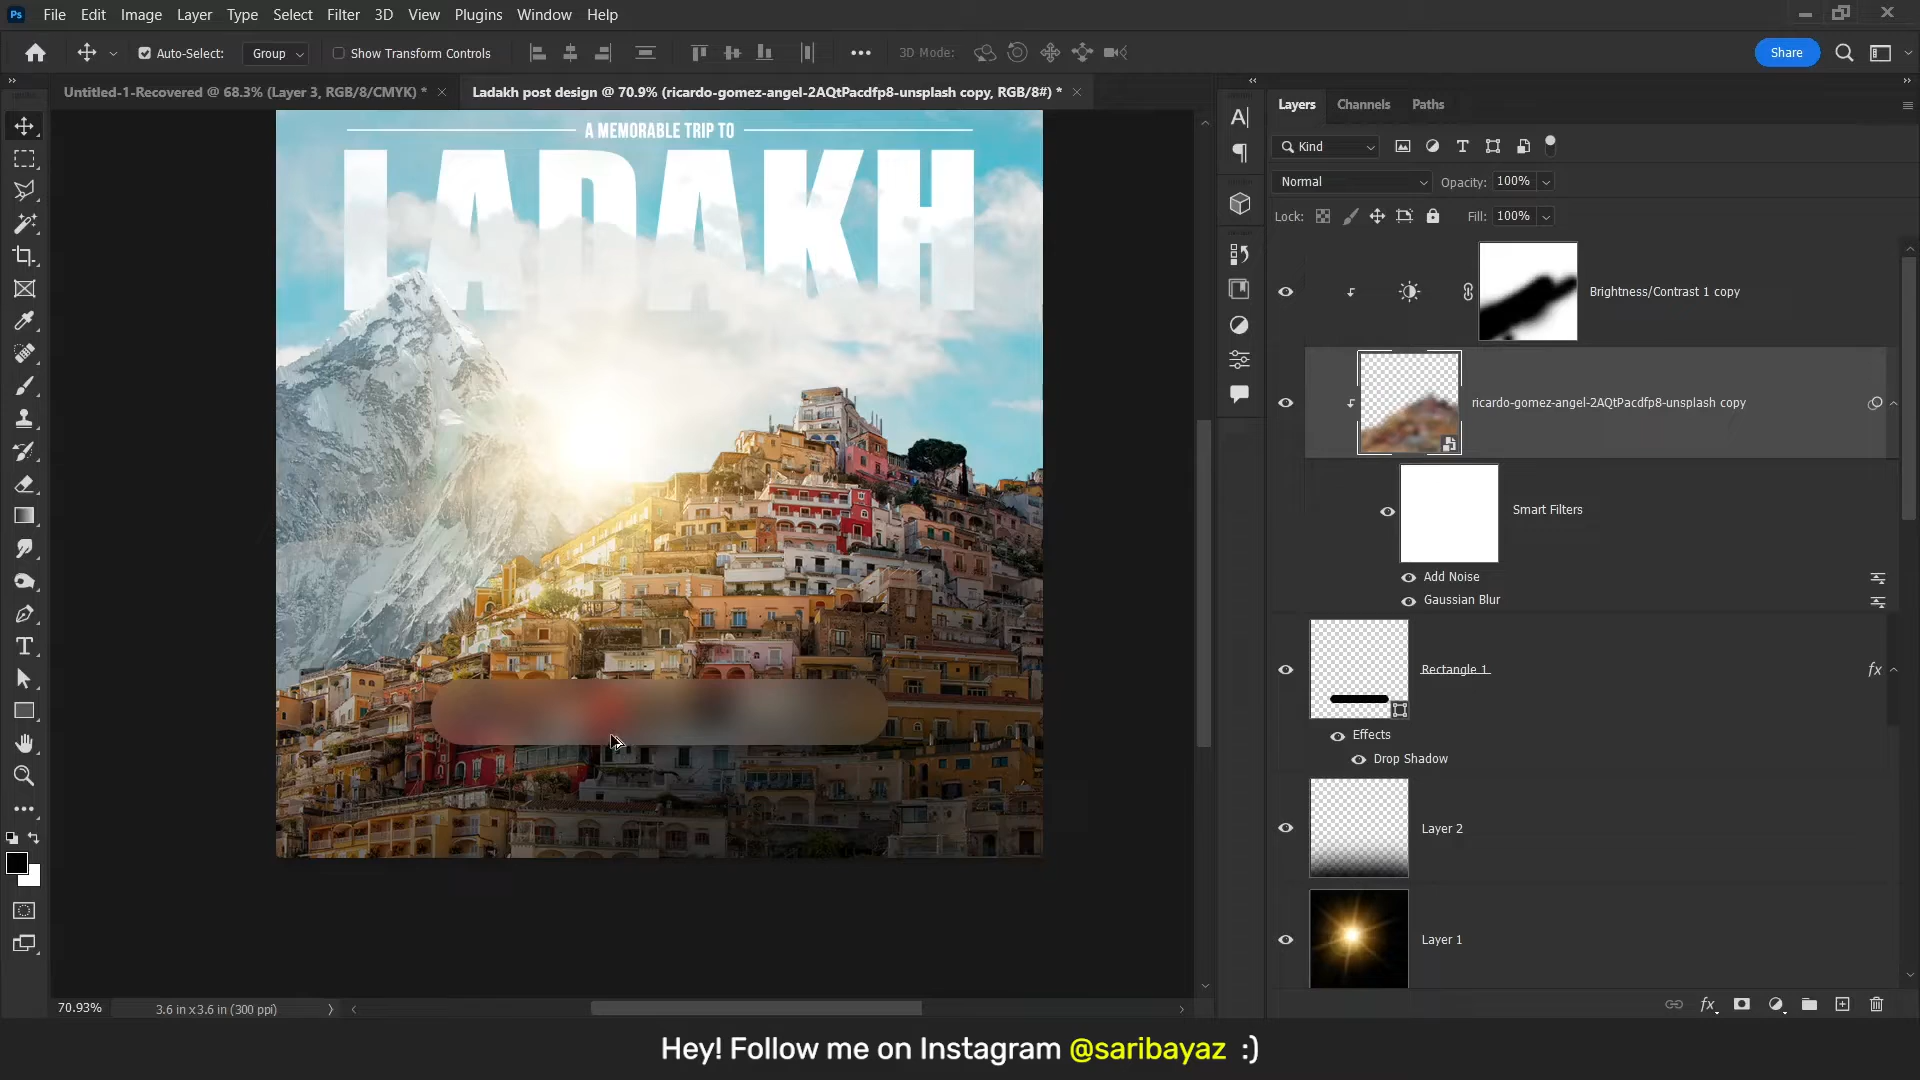 Ps File Edit Image Layer Type Select Filter 3D View Plugins Window Help
Auto-Select: Group Show Transform Controls 3D Mode: Share
Untitled-1-Recovered @ 68.3% (Layer 3, RGB/8/CMYK) *
Ladakh post design @ 70.9% (ricardo-gomez-angel-2AQtPacdfp8-unsplash copy, RGB/8#) *
Layers Channels Paths
A MEMORABLE TRIP TO
LADAKH
Kind
Normal Opacity: 100%
Lock: Fill: 100%
Brightness/Contrast 1 copy
ricardo-gomez-angel-2AQtPacdfp8-unsplash copy
Smart Filters
Add Noise
Gaussian Blur
Rectangle 1
fx
Effects
Drop Shadow
Layer 2
Layer 1
70.93% 3.6 in x 3.6 in (300 ppi)
fx
Hey! Follow me on Instagram @saribayaz :)